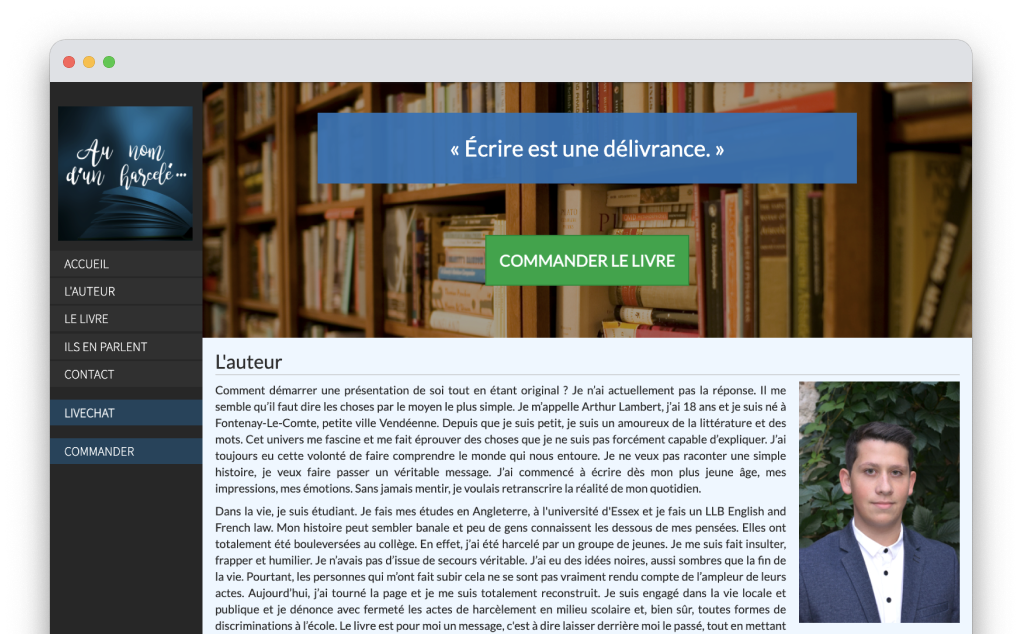 Au nom
d'un harcelé...
ACCUEIL
L'AUTEUR
LE LIVRE
ILS EN PARLENT
CONTACT
LIVECHAT
COMMANDER
« Écrire est une délivrance. »
COMMANDER LE LIVRE
L'auteur
Comment démarrer une présentation de soi tout en étant original ? Je n'ai actuellement pas la réponse. Il me
semble qu'il faut dire les choses par le moyen le plus simple. Je m'appelle Arthur Lambert, j'ai 18 ans et je suis né à
Fontenay-Le-Comte, petite ville Vendéenne. Depuis que je suis petit, je suis un amoureux de la littérature et des
mots. Cet univers me fascine et me fait éprouver des choses que je ne suis pas forcément capable d'expliquer. J'ai
toujours eu cette volonté de faire comprendre le monde qui nous entoure. Je ne veux pas raconter une simple
histoire, je veux faire passer un véritable message. J'ai commencé à écrire dès mon plus jeune âge, mes
impressions, mes émotions. Sans jamais mentir, je voulais retranscrire la réalité de mon quotidien.
Dans la vie, je suis étudiant. Je fais mes études en Angleterre, à l'université d'Essex et je fais un LLB English and
French law. Mon histoire peut sembler banale et peu de gens connaissent les dessous de mes pensées. Elles ont
totalement été bouleversées au collège. En effet, j'ai été harcelé par un groupe de jeunes. Je me suis fait insulter,
frapper et humilier. Je n'avais pas d'issue de secours véritable. J'ai eu des idées noires, aussi sombres que la fin de
la vie. Pourtant, les personnes qui m'ont fait subir cela ne se sont pas vraiment rendu compte de l'ampleur de leurs
actes. Aujourd'hui, j'ai tourné la page et je me suis totalement reconstruit. Je suis engagé dans la vie locale et
publique et je dénonce avec fermeté les actes de harcèlement en milieu scolaire et, bien sûr, toutes formes de
discriminations à l'école. Le livre est pour moi un message, c'est à dire laisser derrière moi le passé, tout en mettant